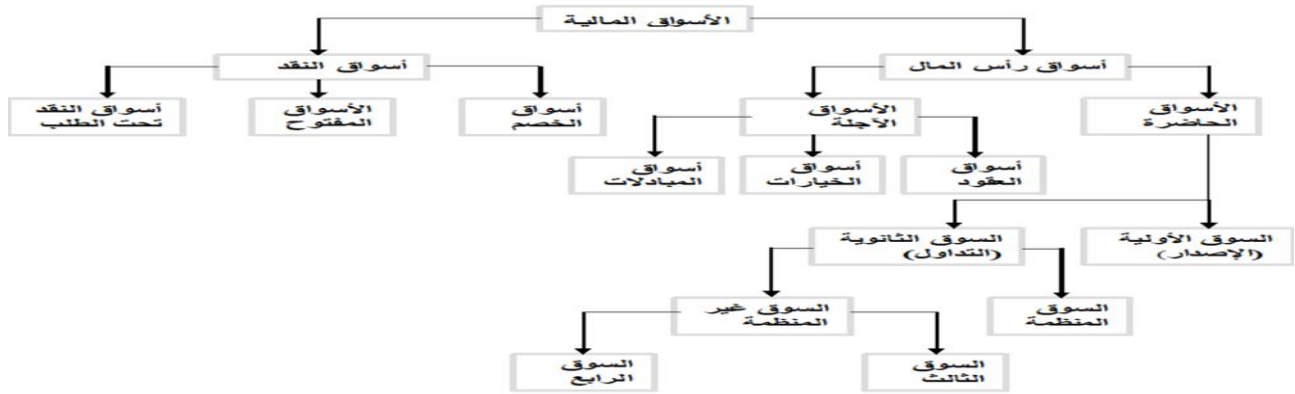 الأسواق المالية
أسواق رأس المال
أسواق النقد
الأسواق
الحاضرة
الأسواق
الآجلة
أسواق
الخصم
الأسواق
المفتوح
أسواق النقد
تحت الطلب
أسواق
العقود
أسواق
الخيارات
أسواق
المبادلات
السوق الأولية
(الإصدار)
السوق الثانوية
(التداول)
السوق
المنظمة
السوق غير
المنظمة
السوق
الثالث
السوق
الرابع